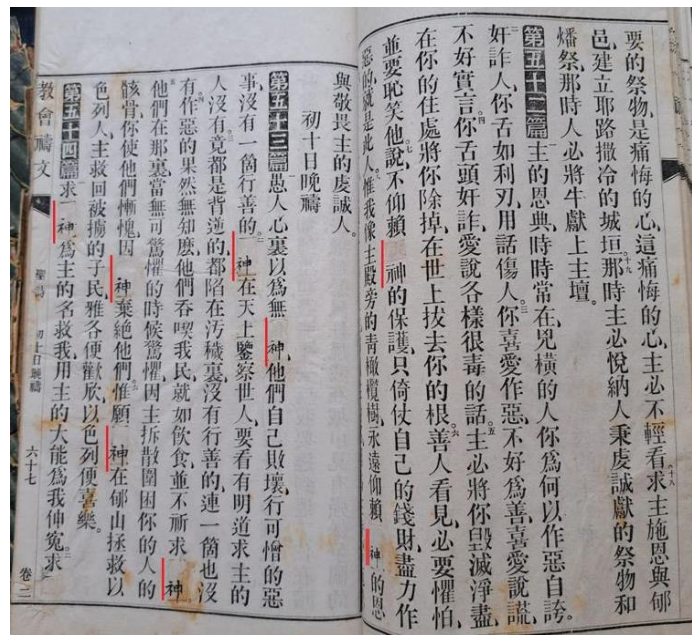 要的祭物、是痛悔的心、這痛悔的心、主必不輕看、求主施恩與郇
邑、建立耶路撒冷的城垣、那時主必悅納人秉虔誠獻的祭物、和
燔祭、那時人必將牛獻上主壇。
第五十二篇 主的恩典、時時常在、兇橫的人、你爲何以作惡自誇、
奸詐人、你舌如利刃、用話傷人、你喜愛作惡、不好爲善、喜愛說謊、
不好實言、你舌頭奸詐、愛說各樣很毒的話、主必將你毀滅淨盡、
在你的住處將你除掉、在世上拔去你的根、善人看見、必要懼怕、
並要恥笑他說、不仰賴 神的保護、只倚仗自己的錢財、盡力作
惡的就是此人、惟我像主殿旁的青橄欖樹、永遠仰賴 神的恩
與敬畏主的虔誠人。
初十日晚禱
第五十三篇 愚人心裏以爲無 神、他們自己敗壞、行可憎的惡
事、沒有一箇行善的、 神在天上鑒察世人、要看有明道求主的
人沒有、竟都是背逆的、都陷在汚穢裏、沒有行善的、連一箇也沒
有、作惡的果然無知麽、他們吞喫我民、就如飲食、並不祈求 神、
他們在那裏當無可驚懼的時候驚懼、因主拆散圍困你的人的
骸骨、你使他們慚愧、因 神棄絕他們、惟願 神在郇山拯救以
色列人、主救回被擄的子民、雅各便歡欣、以色列便喜樂。
第五十四篇 求 神爲主的名救我、用主的大能爲我伸冤、求
教會禱文 聖詩 初十日晚禱 六十七 卷二